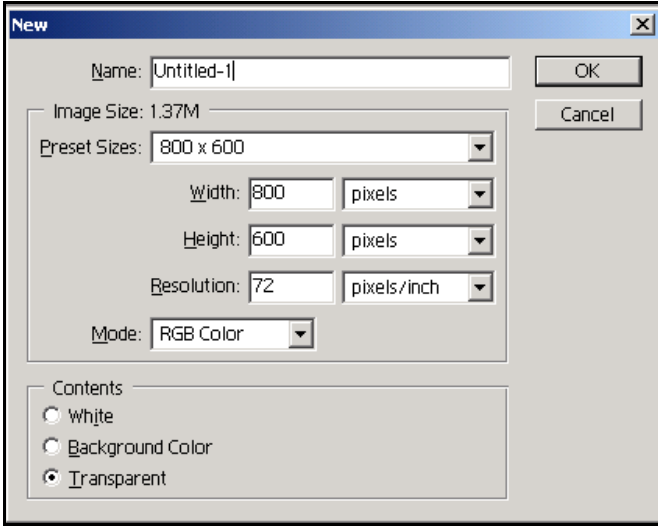 New
Name: Untitled-1
OK
Image Size: 1.37M
Cancel
Preset Sizes: 800 x 600
Width: 800 pixels
Height: 600 pixels
Resolution: 72 pixels/inch
Mode: RGB Color
Contents
White
Background Color
Transparent